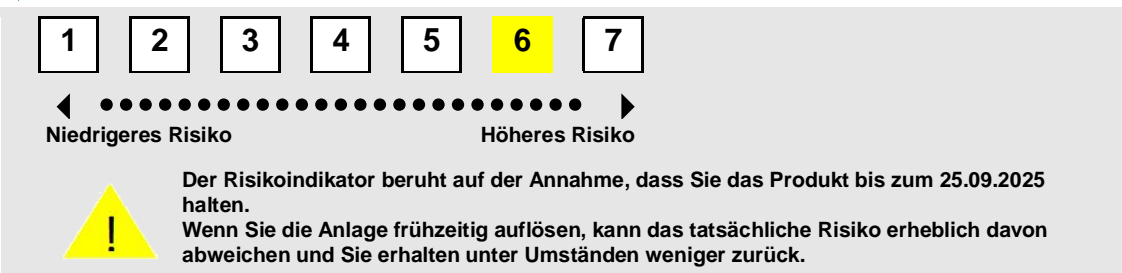 1 2 3 4 5 6 7
Niedrigeres Risiko Höheres Risiko
Der Risikoindikator beruht auf der Annahme, dass Sie das Produkt bis zum 25.09.2025
halten.
Wenn Sie die Anlage frühzeitig auflösen, kann das tatsächliche Risiko erheblich davon
abweichen und Sie erhalten unter Umständen weniger zurück.
!